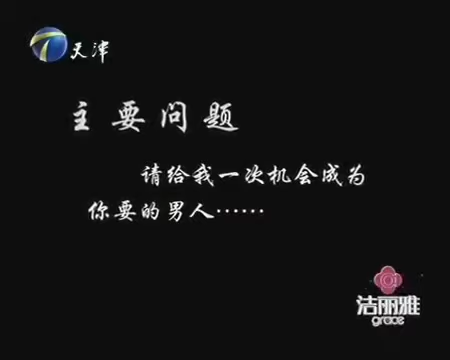 天津
主要问题
请给我一次机会成为
你要的男人……
洁丽雅
grace